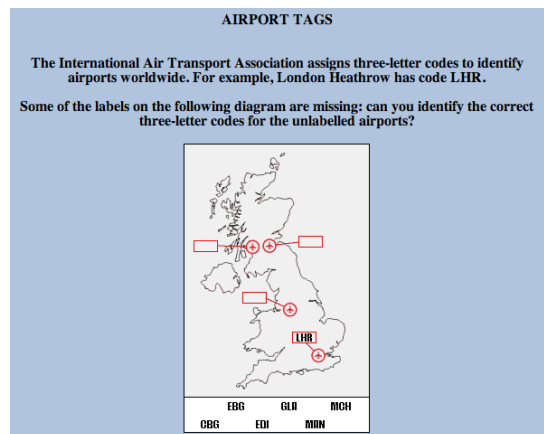 AIRPORT TAGS
The International Air Transport Association assigns three-letter codes to identify
airports worldwide. For example, London Heathrow has code LHR.
Some of the labels on the following diagram are missing: can you identify the correct
three-letter codes for the unlabelled airports?
LHR
EBG GLA MCH
CBG EDI MAN